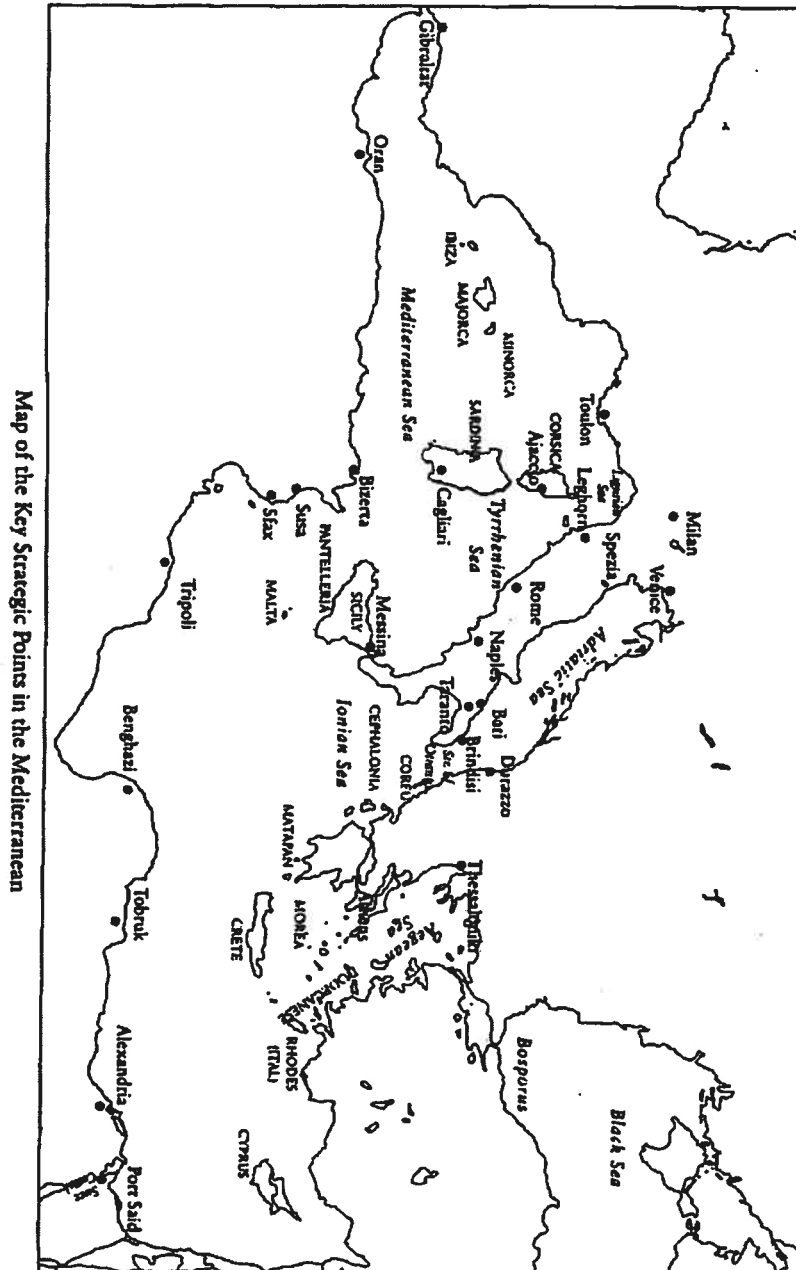 Gibraltar
Oran
IBIZA
MAJORCA
MINORCA
Mediterranean Sea
SARDINIA
Cagliari
Toulon
CORSICA
Ajaccio
Leghorn
Ligurian
Sea
Spezia
Milan
Venice
Tyrrhenian
Sea
Rome
Naples
Adriatic Sea
Bari
Taranto
Brindisi
Durazzo
Bizerta
Susa
Sfax
PANTELLERIA
SICILY
Messina
MALTA
Tripoli
Benghazi
Ionian Sea
CEPHALONIA
CORFU
MATAPAN
MOREA
Athens
Thessaloniki
Aegean
Sea
CRETE
RHODES
(ITAL)
Bosporus
Black Sea
CYPRUS
Tobruk
Alexandria
Port Said
Suez
Map of the Key Strategic Points in the Mediterranean